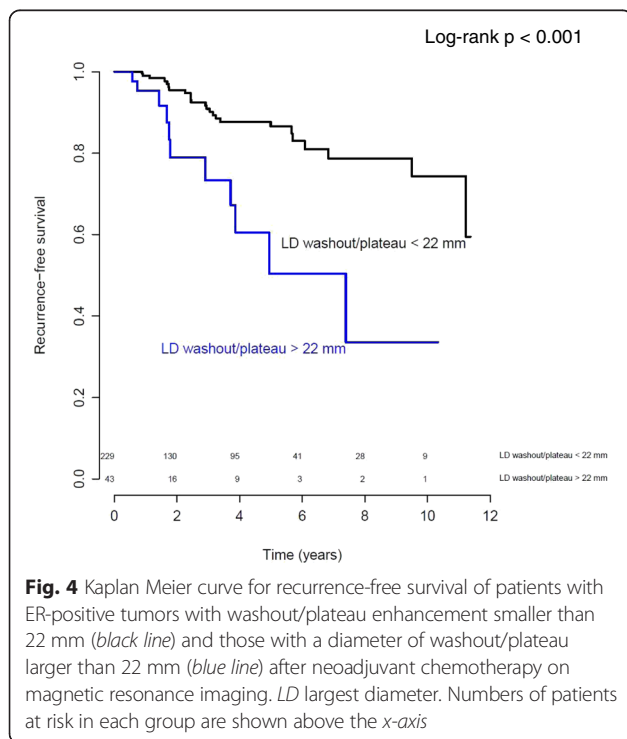 Log-rank p < 0.001
Recurrence−free survival
1.0
0.8
0.6
0.4
0.2
0.0
LD washout/plateau < 22 mm
LD washout/plateau > 22 mm
229 130 95 41 28 9 LD washout/plateau < 22 mm
43 16 9 3 2 1 LD washout/plateau > 22 mm
0 2 4 6 8 10 12
Time (years)
Fig. 4 Kaplan Meier curve for recurrence-free survival of patients with
ER-positive tumors with washout/plateau enhancement smaller than
22 mm (black line) and those with a diameter of washout/plateau
larger than 22 mm (blue line) after neoadjuvant chemotherapy on
magnetic resonance imaging. LD largest diameter. Numbers of patients
at risk in each group are shown above the x-axis